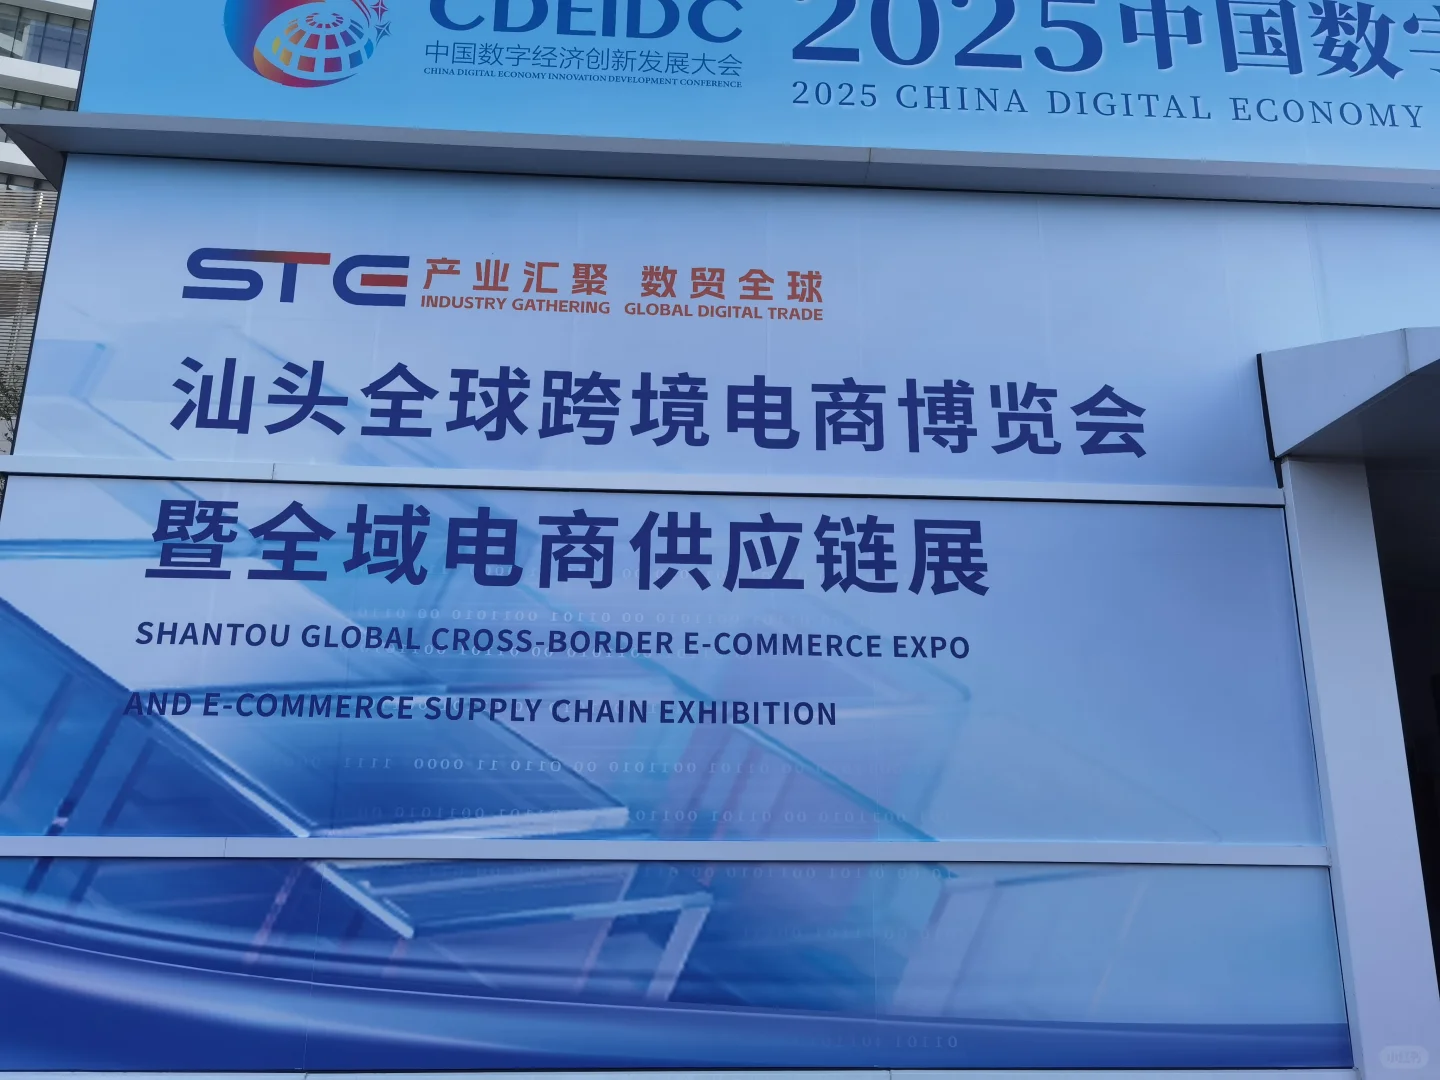 CDEIDC
中国数字经济创新发展大会
CHINA DIGITAL ECONOMY INNOVATION DEVELOPMENT CONFERENCE
2025中国数字
2025 CHINA DIGITAL ECONOMY
STE
产业汇聚 数贸全球
INDUSTRY GATHERING GLOBAL DIGITAL TRADE
汕头全球跨境电商博览会
暨全域电商供应链展
SHANTOU GLOBAL CROSS-BORDER E-COMMERCE EXPO
AND E-COMMERCE SUPPLY CHAIN EXHIBITION
小红书